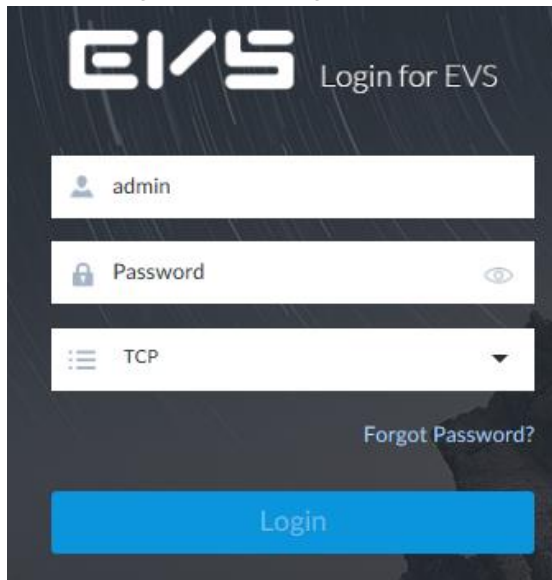 EVS Login for EVS
admin
Password
TCP
Forgot Password?
Login